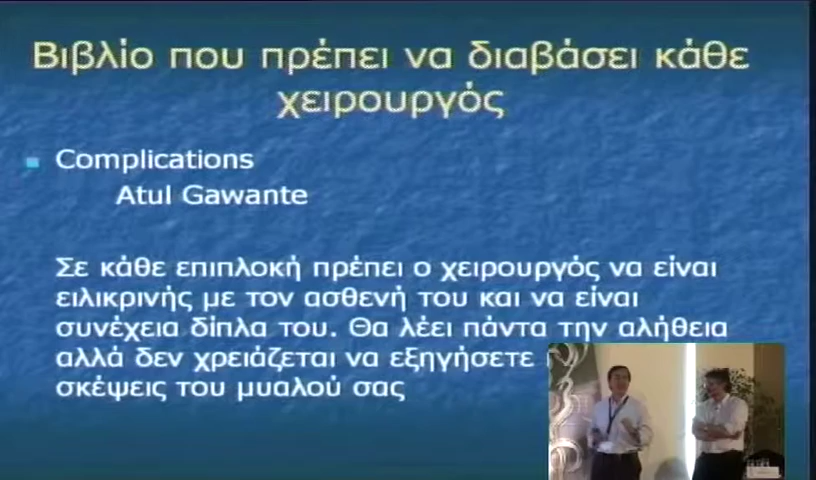 Βιβλίο που πρέπει να διαβάσει κάθε
χειρουργός
Complications
Atul Gawante
Σε κάθε επιπλοκή πρέπει ο χειρουργός να είναι
ειλικρινής με τον ασθενή του και να είναι
συνέχεια δίπλα του. Θα λέει πάντα την αλήθεια
αλλά δεν χρειάζεται να εξηγήσετε
σκέψεις του μυαλού σας